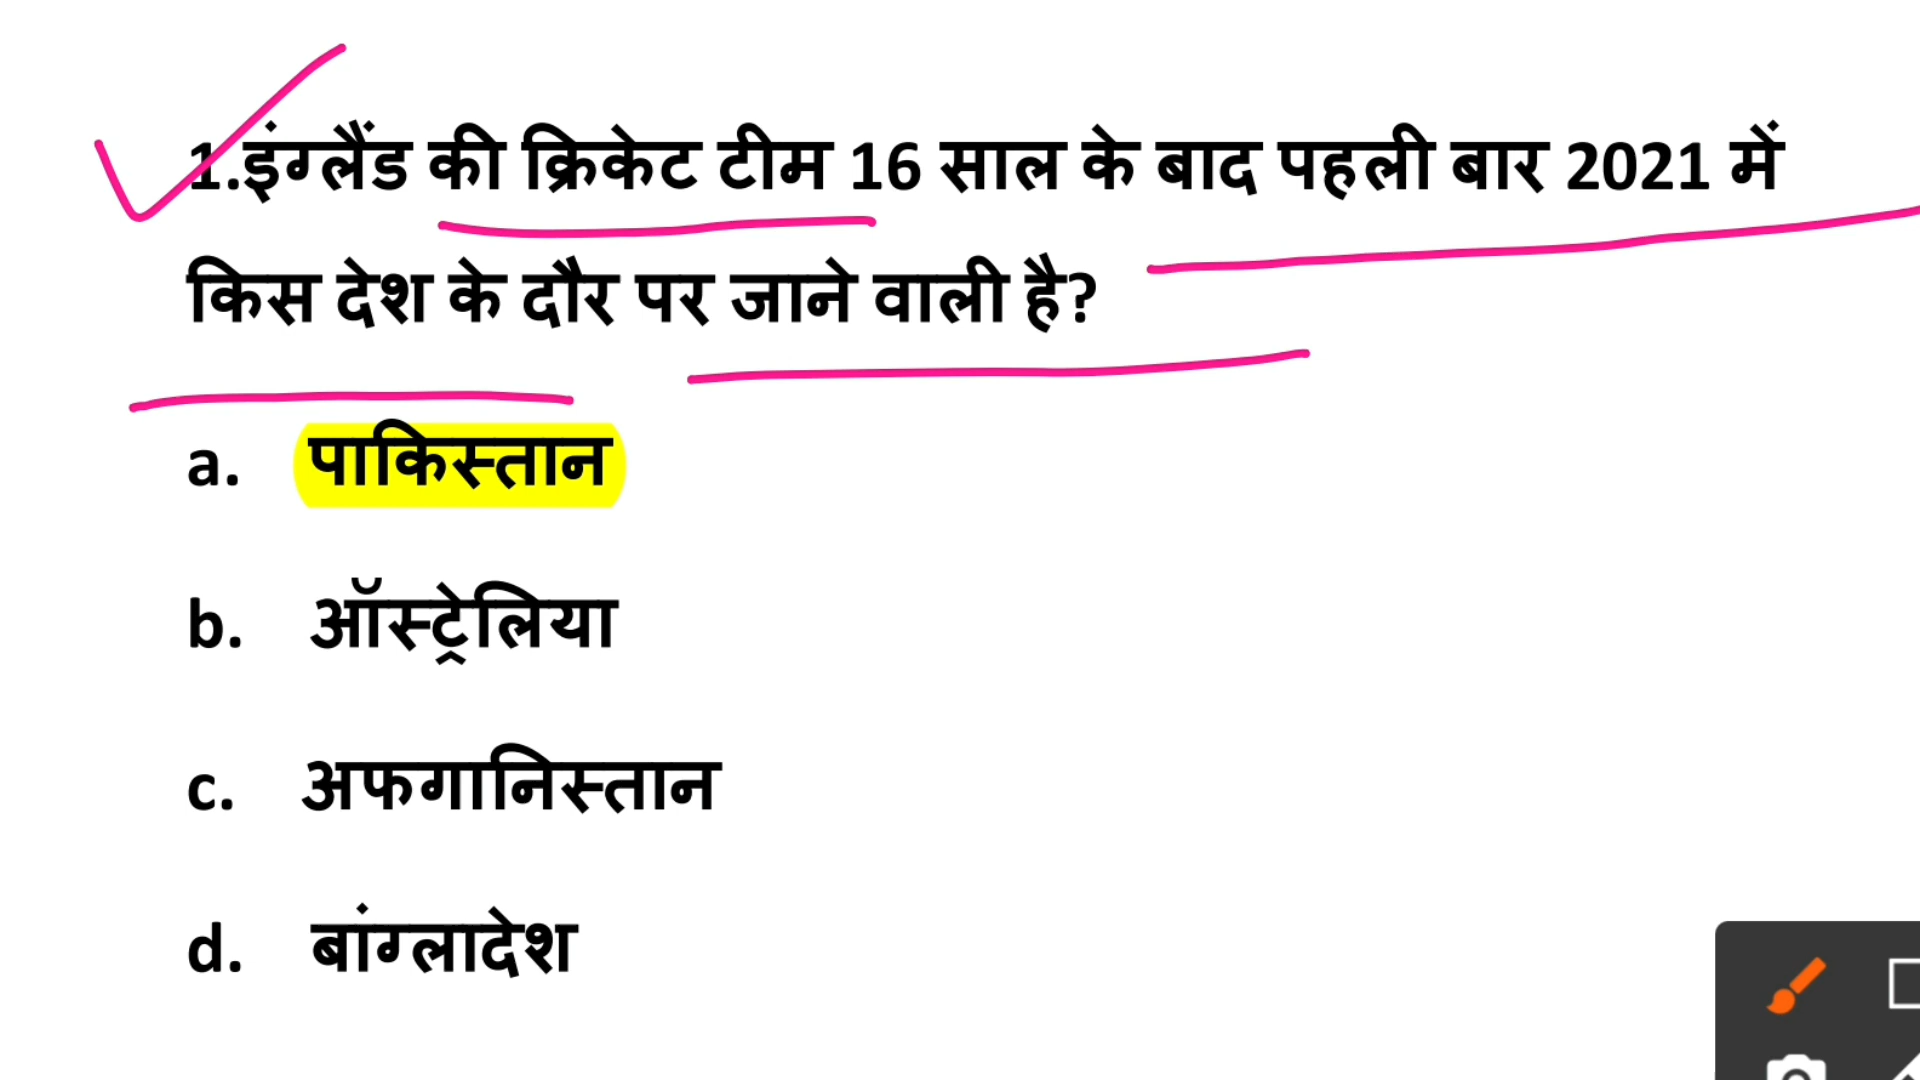 1.इंग्लैंड की क्रिकेट टीम 16 साल के बाद पहली बार 2021 में
किस देश के दौर पर जाने वाली है?
a. पाकिस्तान
b. ऑस्ट्रेलिया
c. अफगानिस्तान
d. बांग्लादेश